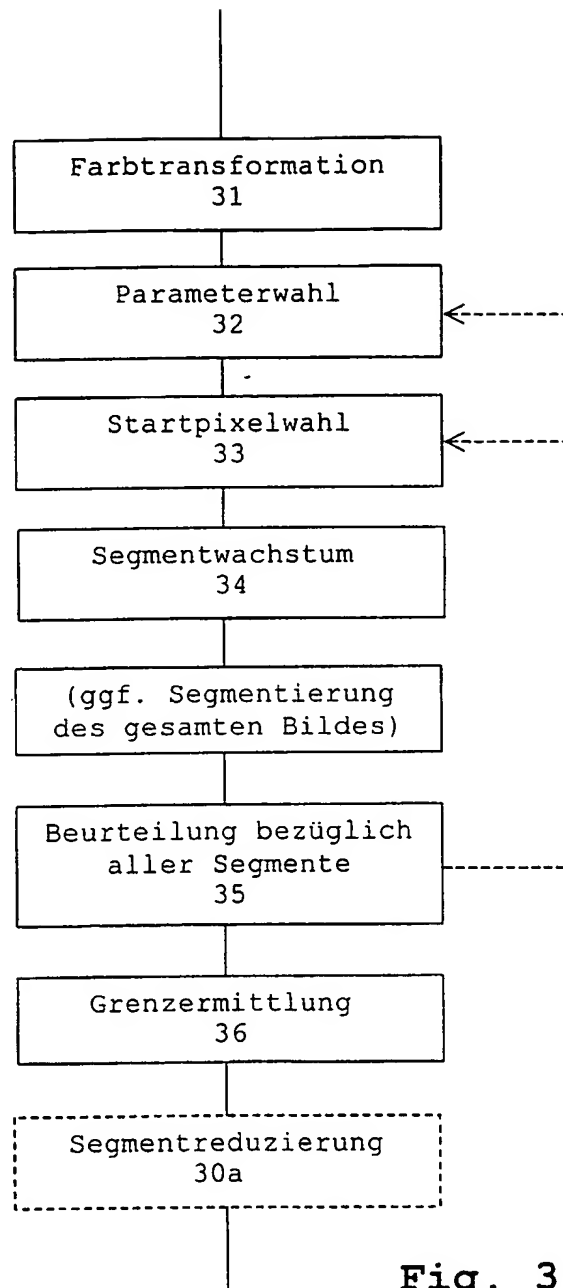 Farbtransformation
31
Parameterwahl
32
Startpixelwahl
33
Segmentwachstum
34
(ggf. Segmentierung
des gesamten Bildes)
Beurteilung bezüglich
aller Segmente
35
Grenzermittlung
36
Segmentreduzierung
30a
Fig. 3